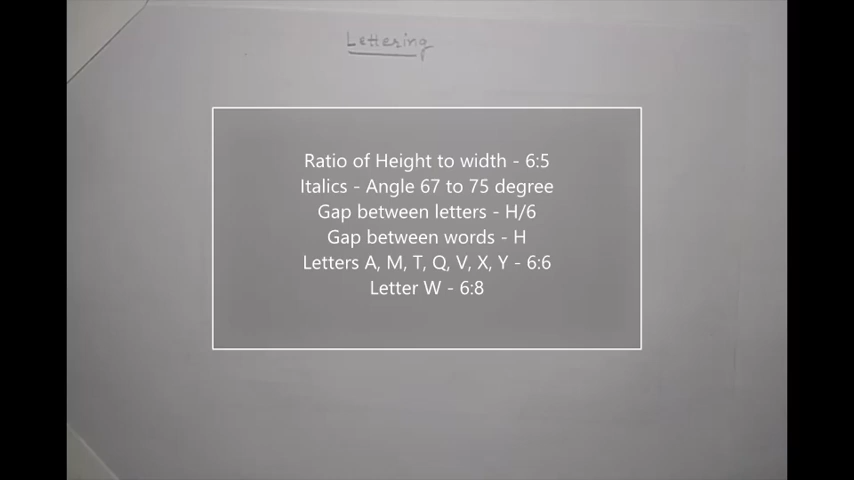 Lettering
Ratio of Height to width - 6:5
Italics - Angle 67 to 75 degree
Gap between letters - H/6
Gap between words - H
Letters A, M, T, Q, V, X, Y - 6:6
Letter W - 6:8